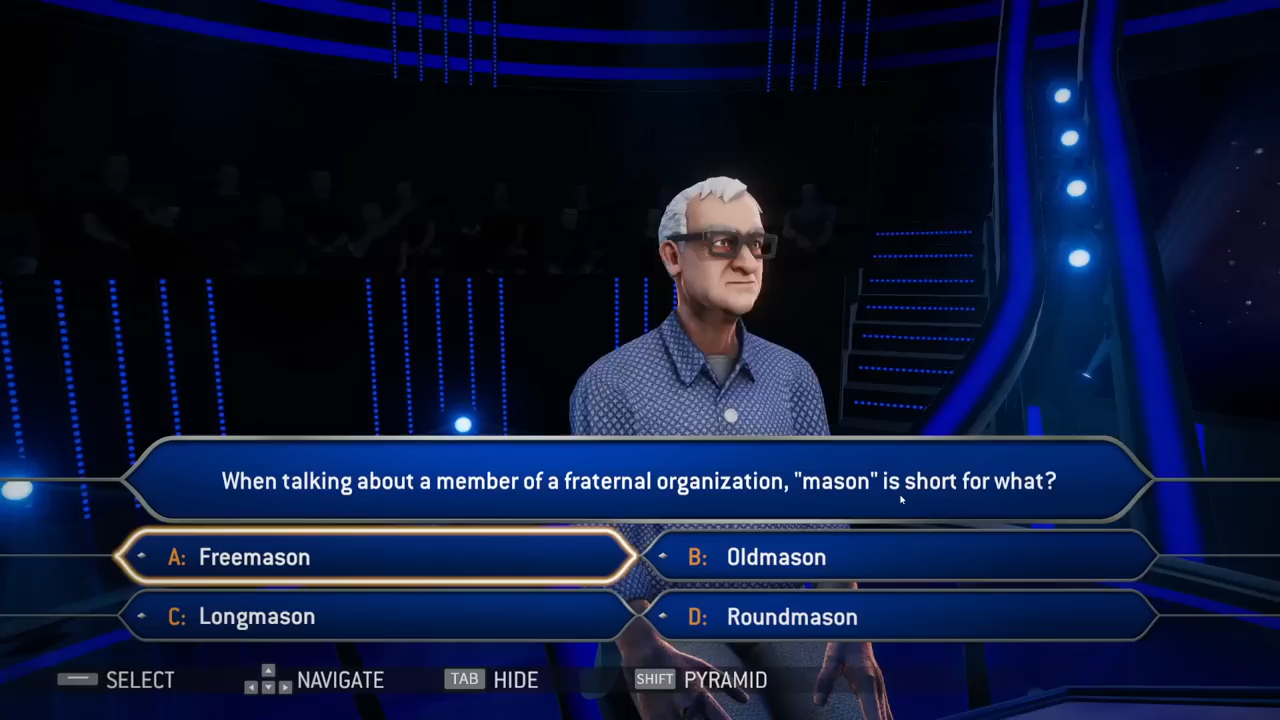 When talking about a member of a fraternal organization, "mason" is short for what?
A: Freemason
B: Oldmason
C: Longmason
D: Roundmason
SELECT NAVIGATE TAB HIDE SHIFT PYRAMID